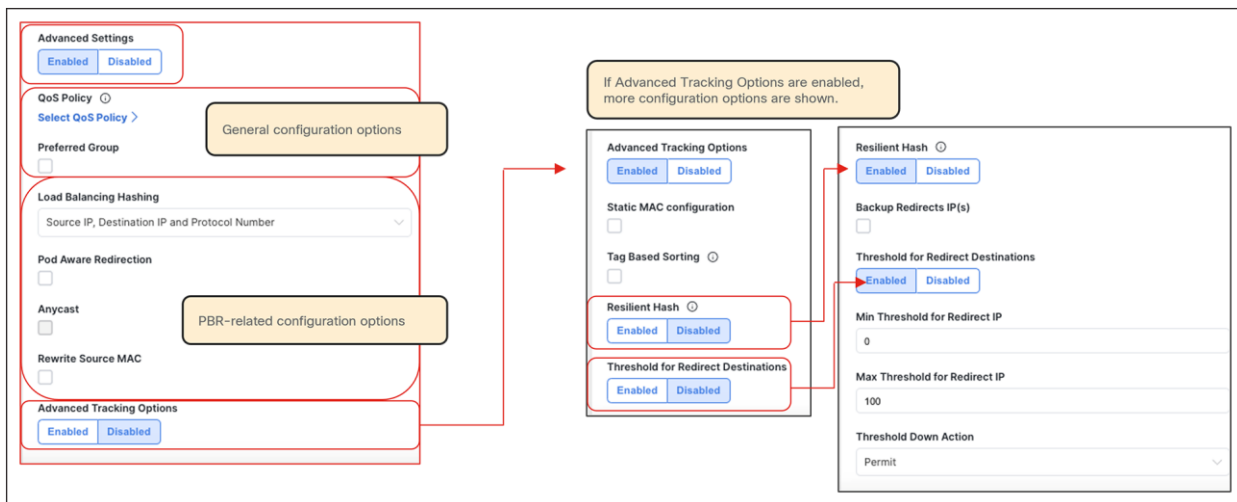 Advanced Settings
Enabled Disabled
QoS Policy
Select QoS Policy >
Preferred Group
General configuration options
Load Balancing Hashing
Source IP, Destination IP and Protocol Number
Pod Aware Redirection
Anycast
PBR-related configuration options
Rewrite Source MAC
Advanced Tracking Options
Enabled Disabled
If Advanced Tracking Options are enabled,
more configuration options are shown.
Advanced Tracking Options
Enabled Disabled
Static MAC configuration
Tag Based Sorting
Resilient Hash
Enabled Disabled
Threshold for Redirect Destinations
Enabled Disabled
Resilient Hash
Enabled Disabled
Backup Redirects IP(s)
Threshold for Redirect Destinations
Enabled Disabled
Min Threshold for Redirect IP
0
Max Threshold for Redirect IP
100
Threshold Down Action
Permit